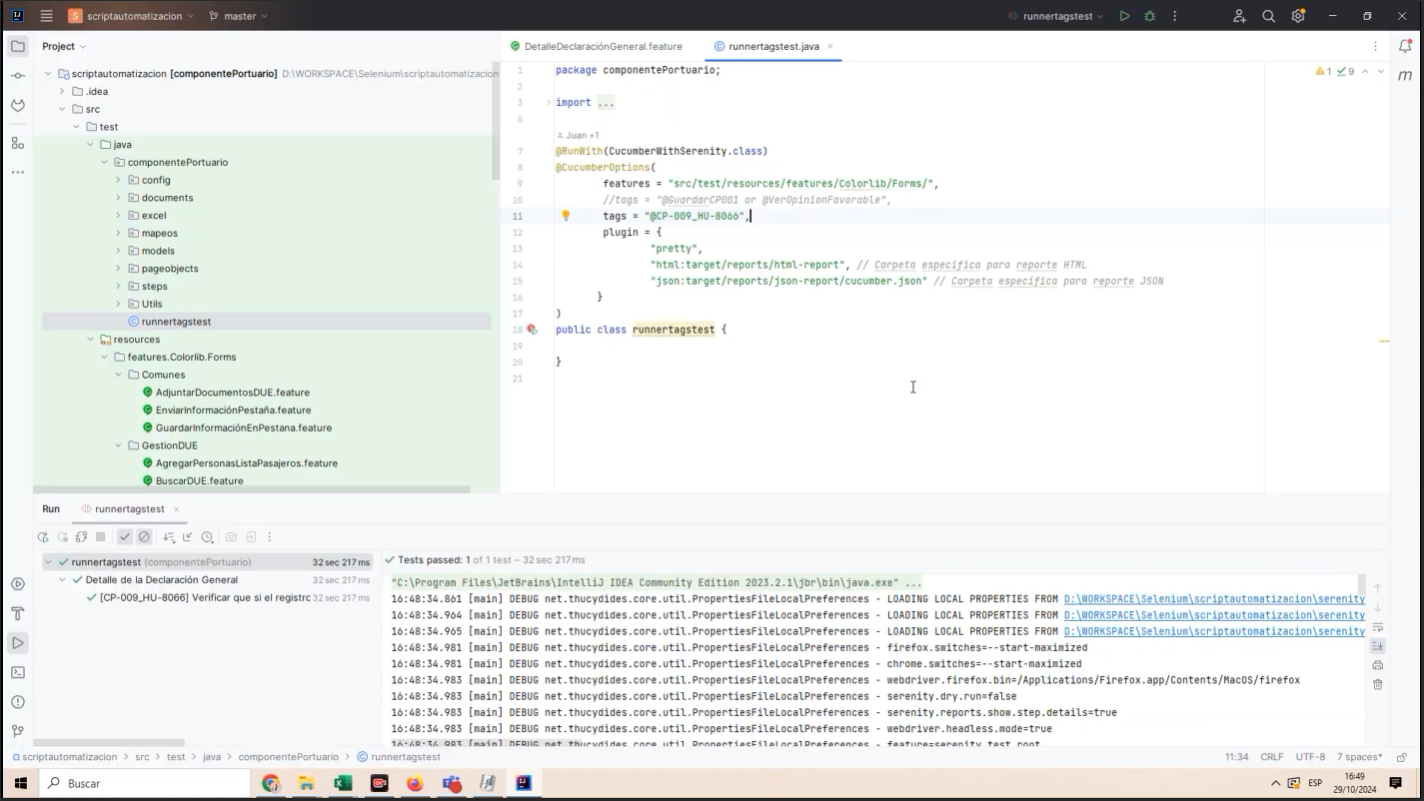 S scriptautomatizacion master runnertagstest
Project
DetalleDeclaraciónGeneral.feature runnertagstest.java
scriptautomatizacion [componentePortuario] D:\WORKSPACE\Selenium\scriptautomatizacion
.idea
src
test
java
componentePortuario
config
documents
excel
mapeos
models
pageobjects
steps
Utils
runnertagstest
resources
features.Colorlib.Forms
Comunes
AdjuntarDocumentosDUE.feature
EnviarInformaciónPestaña.feature
GuardarInformaciónEnPestana.feature
GestionDUE
AgregarPersonasListaPasajeros.feature
BuscarDUE.feature
1 package componentePortuario;
2
3 import ...
6
Juan +1
7 @RunWith(CucumberWithSerenity.class)
8 @CucumberOptions(
9 features = "src/test/resources/features/Colorlib/Forms/",
10 //tags = "@GuardarCP001 or @VerOpinionFavorable",
11 tags = "@CP-009_HU-8066",
12 plugin = {
13 "pretty",
14 "html:target/reports/html-report", // Carpeta específica para reporte HTML
15 "json:target/reports/json-report/cucumber.json" // Carpeta específica para reporte JSON
16 }
17 )
18 public class runnertagstest {
19
20 }
21
1 9
m
Run runnertagstest
runnertagstest (componentePortuario) 32 sec 217 ms
Detalle de la Declaración General 32 sec 217 ms
[CP-009_HU-8066] Verificar que si el registro 32 sec 217 ms
Tests passed: 1 of 1 test – 32 sec 217 ms
"C:\Program Files\JetBrains\IntelliJ IDEA Community Edition 2023.2.1\jbr\bin\java.exe" ...
16:48:34.861 [main] DEBUG net.thucydides.core.util.PropertiesFileLocalPreferences - LOADING LOCAL PROPERTIES FROM D:\WORKSPACE\Selenium\scriptautomatizacion\serenity
16:48:34.964 [main] DEBUG net.thucydides.core.util.PropertiesFileLocalPreferences - LOADING LOCAL PROPERTIES FROM D:\WORKSPACE\Selenium\scriptautomatizacion\serenity
16:48:34.965 [main] DEBUG net.thucydides.core.util.PropertiesFileLocalPreferences - LOADING LOCAL PROPERTIES FROM D:\WORKSPACE\Selenium\scriptautomatizacion\serenity
16:48:34.981 [main] DEBUG net.thucydides.core.util.PropertiesFileLocalPreferences - firefox.switches=--start-maximized
16:48:34.981 [main] DEBUG net.thucydides.core.util.PropertiesFileLocalPreferences - chrome.switches=--start-maximized
16:48:34.983 [main] DEBUG net.thucydides.core.util.PropertiesFileLocalPreferences - webdriver.firefox.bin=/Applications/Firefox.app/Contents/MacOS/firefox
16:48:34.983 [main] DEBUG net.thucydides.core.util.PropertiesFileLocalPreferences - serenity.dry.run=false
16:48:34.983 [main] DEBUG net.thucydides.core.util.PropertiesFileLocalPreferences - serenity.reports.show.step.details=true
16:48:34.983 [main] DEBUG net.thucydides.core.util.PropertiesFileLocalPreferences - webdriver.headless.mode=true
16:48:34.983 [main] DEBUG net.thucydides.core.util.PropertiesFileLocalPreferences - feature=serenity test root
scriptautomatizacion > src > test > java > componentePortuario > runnertagstest 11:34 CRLF UTF-8 7 spaces*
Buscar ESP 16:49
29/10/2024